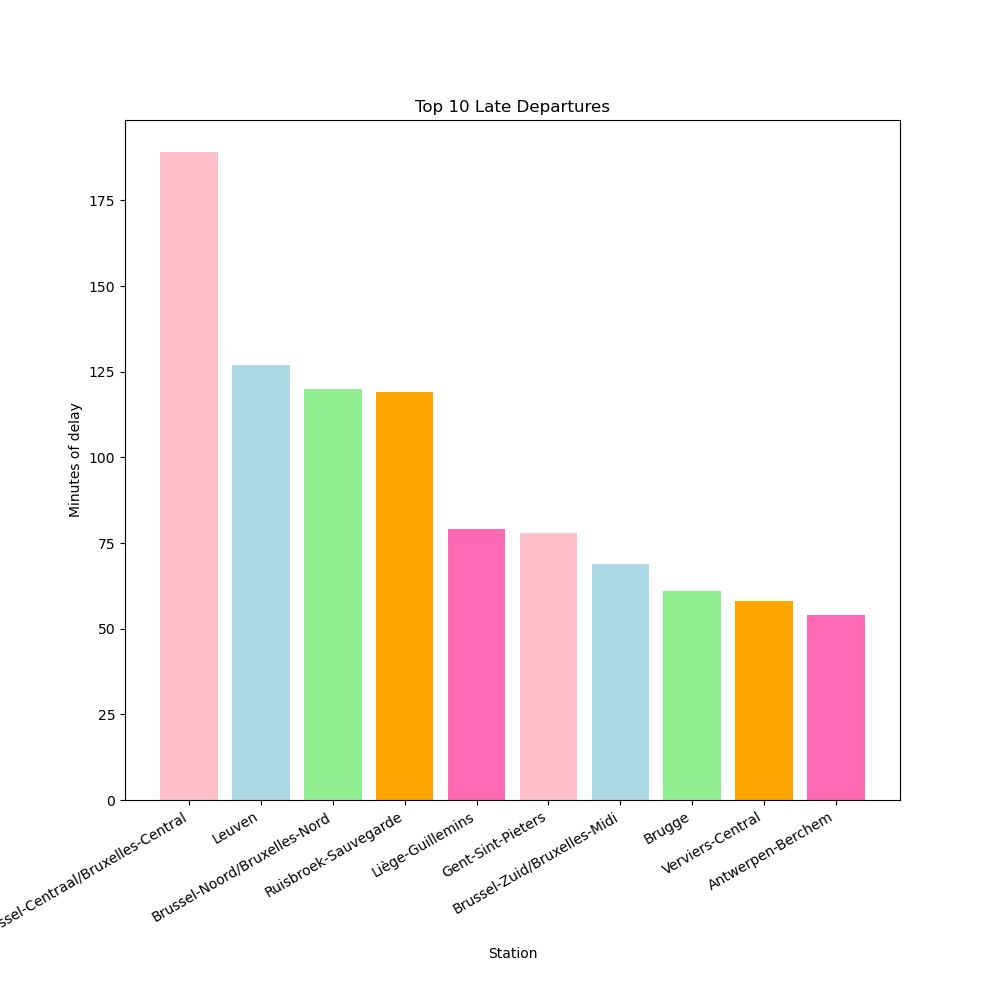 Top 10 Late Departures
Minutes of delay
175
150
125
100
75
50
25
0
ssel-Centraal/Bruxelles-Central
Leuven
Brussel-Noord/Bruxelles-Nord
Ruisbroek-Sauvegarde
Liège-Guillemins
Gent-Sint-Pieters
Brussel-Zuid/Bruxelles-Midi
Brugge
Verviers-Central
Antwerpen-Berchem
Station